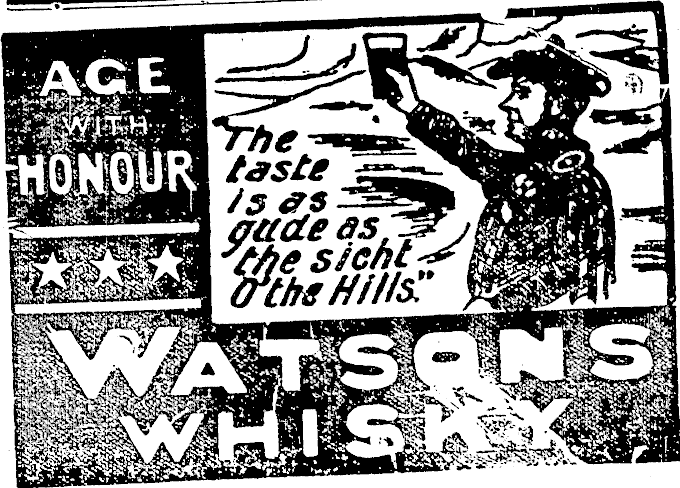 AGE
WITH
HONOUR
The
taste
is as
gude as
the sicht
O' the Hills."
WATSONS
WHISKY